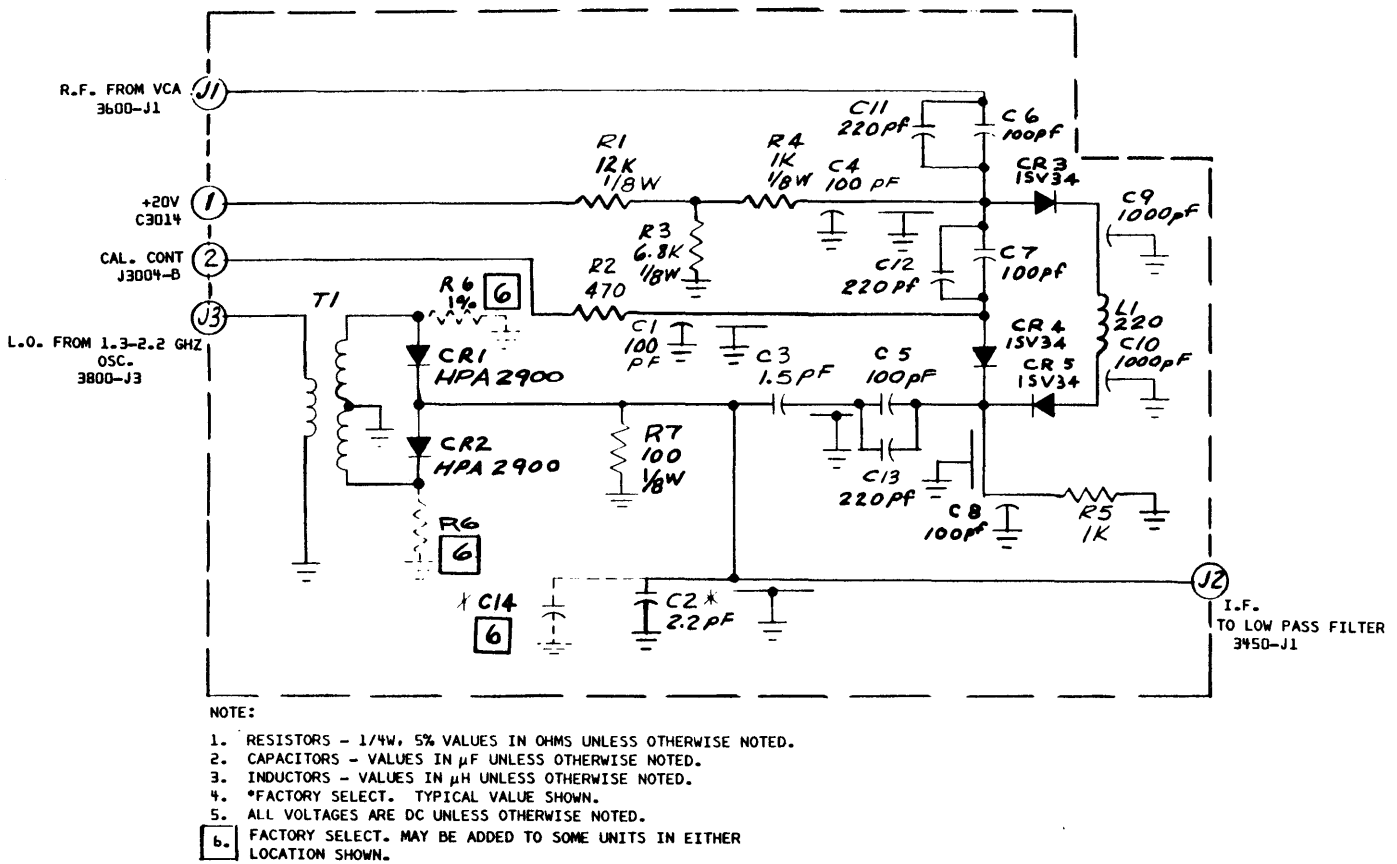 R.F. FROM VCA
3600-J1
J1
+20V
C3014
1
CAL. CONT
J3004-B
2
L.O. FROM 1.3-2.2 GHZ
OSC.
3800-J3
J3
T1
R6
1%
6
CR1
HPA 2900
CR2
HPA 2900
R6
6
R1
12K
1/8W
R3
6.8K
1/8W
R2
470
R4
1K
1/8W
C4
100 PF
C1
100
PF
C11
220pf
C6
100pf
CR3
1SV34
C9
1000pF
C12
220pf
C7
100pf
L1
220
C10
1000pF
CR4
1SV34
CR5
1SV34
C3
1.5PF
C5
100pF
C13
220pf
R7
100
1/8W
C8
100pF
R5
1K
* C14
6
C2 *
2.2PF
J2
I.F.
TO LOW PASS FILTER
3450-J1
NOTE:
1. RESISTORS - 1/4W, 5% VALUES IN OHMS UNLESS OTHERWISE NOTED.
2. CAPACITORS - VALUES IN µF UNLESS OTHERWISE NOTED.
3. INDUCTORS - VALUES IN µH UNLESS OTHERWISE NOTED.
4. *FACTORY SELECT. TYPICAL VALUE SHOWN.
5. ALL VOLTAGES ARE DC UNLESS OTHERWISE NOTED.
6. FACTORY SELECT. MAY BE ADDED TO SOME UNITS IN EITHER
LOCATION SHOWN.